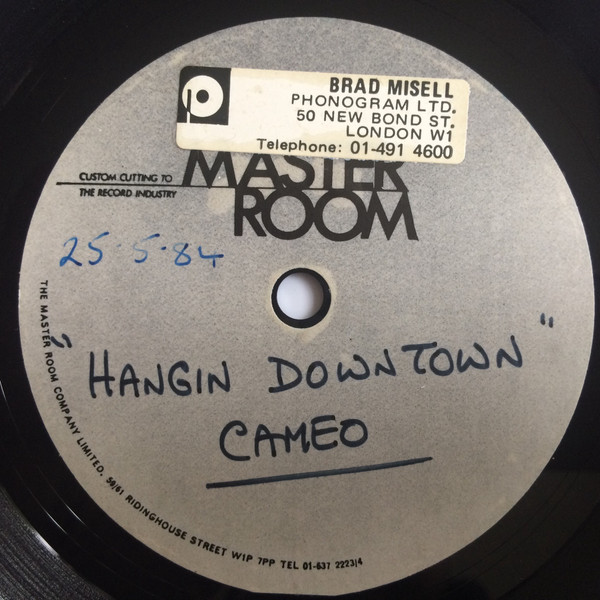 BRAD MISELL
PHONOGRAM LTD.
50 NEW BOND ST.
LONDON W1
Telephone: 01-491 4600
MASTER
ROOM
CUSTOM CUTTING TO
THE RECORD INDUSTRY
25-5-84
"HANGIN DOWNTOWN"
CAMEO
THE MASTER ROOM COMPANY LIMITED, 59/61 RIDINGHOUSE STREET W1P 7PP TEL 01-637 2223/4